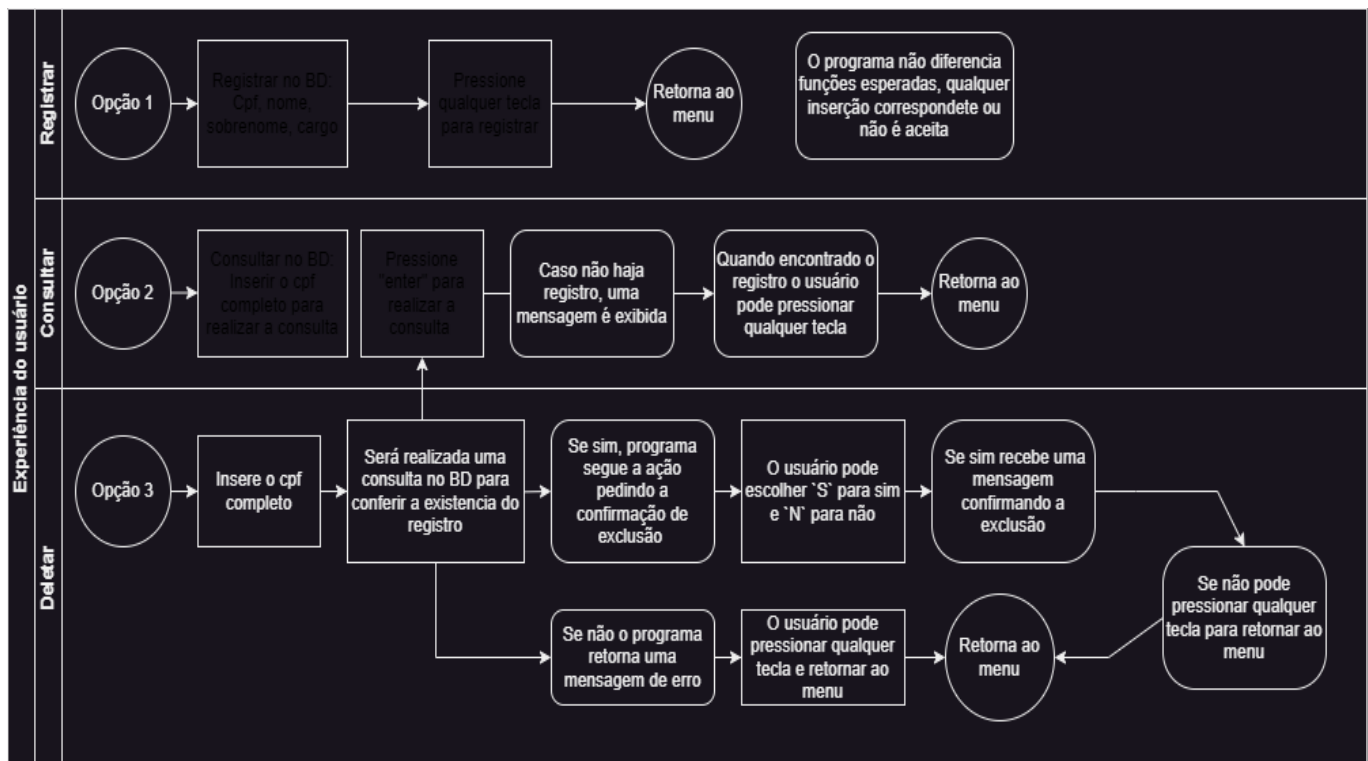 Experiência do usuário
Registrar
Opção 1
Registrar no BD:
Cpf, nome,
sobrenome, cargo
Pressione
qualquer tecla
para registrar
Retorna ao
menu
O programa não diferencia
funções esperadas, qualquer
inserção correspondete ou
não é aceita
Consultar
Opção 2
Consultar no BD:
Inserir o cpf
completo para
realizar a consulta
Pressione
"enter" para
realizar a
consulta
Caso não haja
registro, uma
mensagem é exibida
Quando encontrado o
registro o usuário
pode pressionar
qualquer tecla
Retorna ao
menu
Deletar
Opção 3
Insere o cpf
completo
Será realizada uma
consulta no BD para
conferir a existencia do
registro
Se sim, programa
segue a ação
pedindo a
confirmação de
exclusão
O usuário pode
escolher `S` para sim
e `N` para não
Se sim recebe uma
mensagem
confirmando a
exclusão
Se não pode
pressionar qualquer
tecla para retornar ao
menu
Se não o programa
retorna uma
mensagem de erro
O usuário pode
pressionar qualquer
tecla e retornar ao
menu
Retorna ao
menu